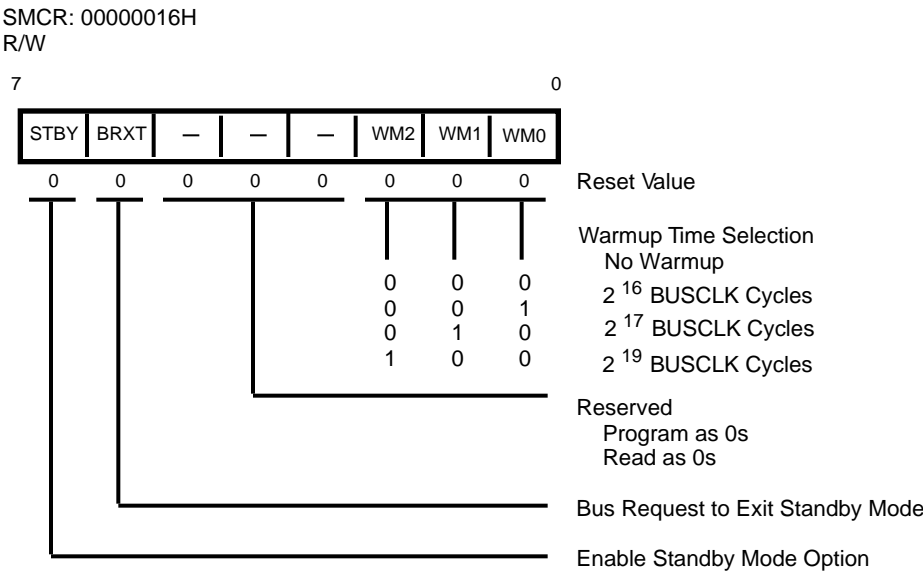 SMCR: 00000016H
R/W
7 0
STBY BRXT — — — WM2 WM1 WM0
0 0 0 0 0 0 0 0 Reset Value
Warmup Time Selection
No Warmup
0 0 0 2 16 BUSCLK Cycles
0 0 1 2 17 BUSCLK Cycles
0 1 0
1 0 0 2 19 BUSCLK Cycles
Reserved
Program as 0s
Read as 0s
Bus Request to Exit Standby Mode
Enable Standby Mode Option